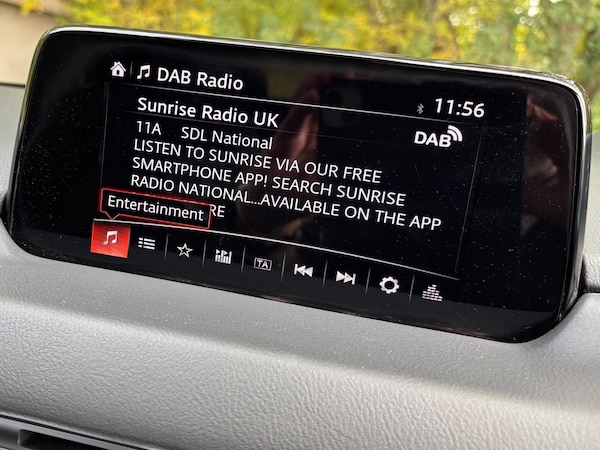 DAB Radio
11:56
Sunrise Radio UK
11A SDL National
DAB
LISTEN TO SUNRISE VIA OUR FREE
SMARTPHONE APP! SEARCH SUNRISE
RADIO NATIONAL...AVAILABLE ON THE APP
RE
Entertainment
TA